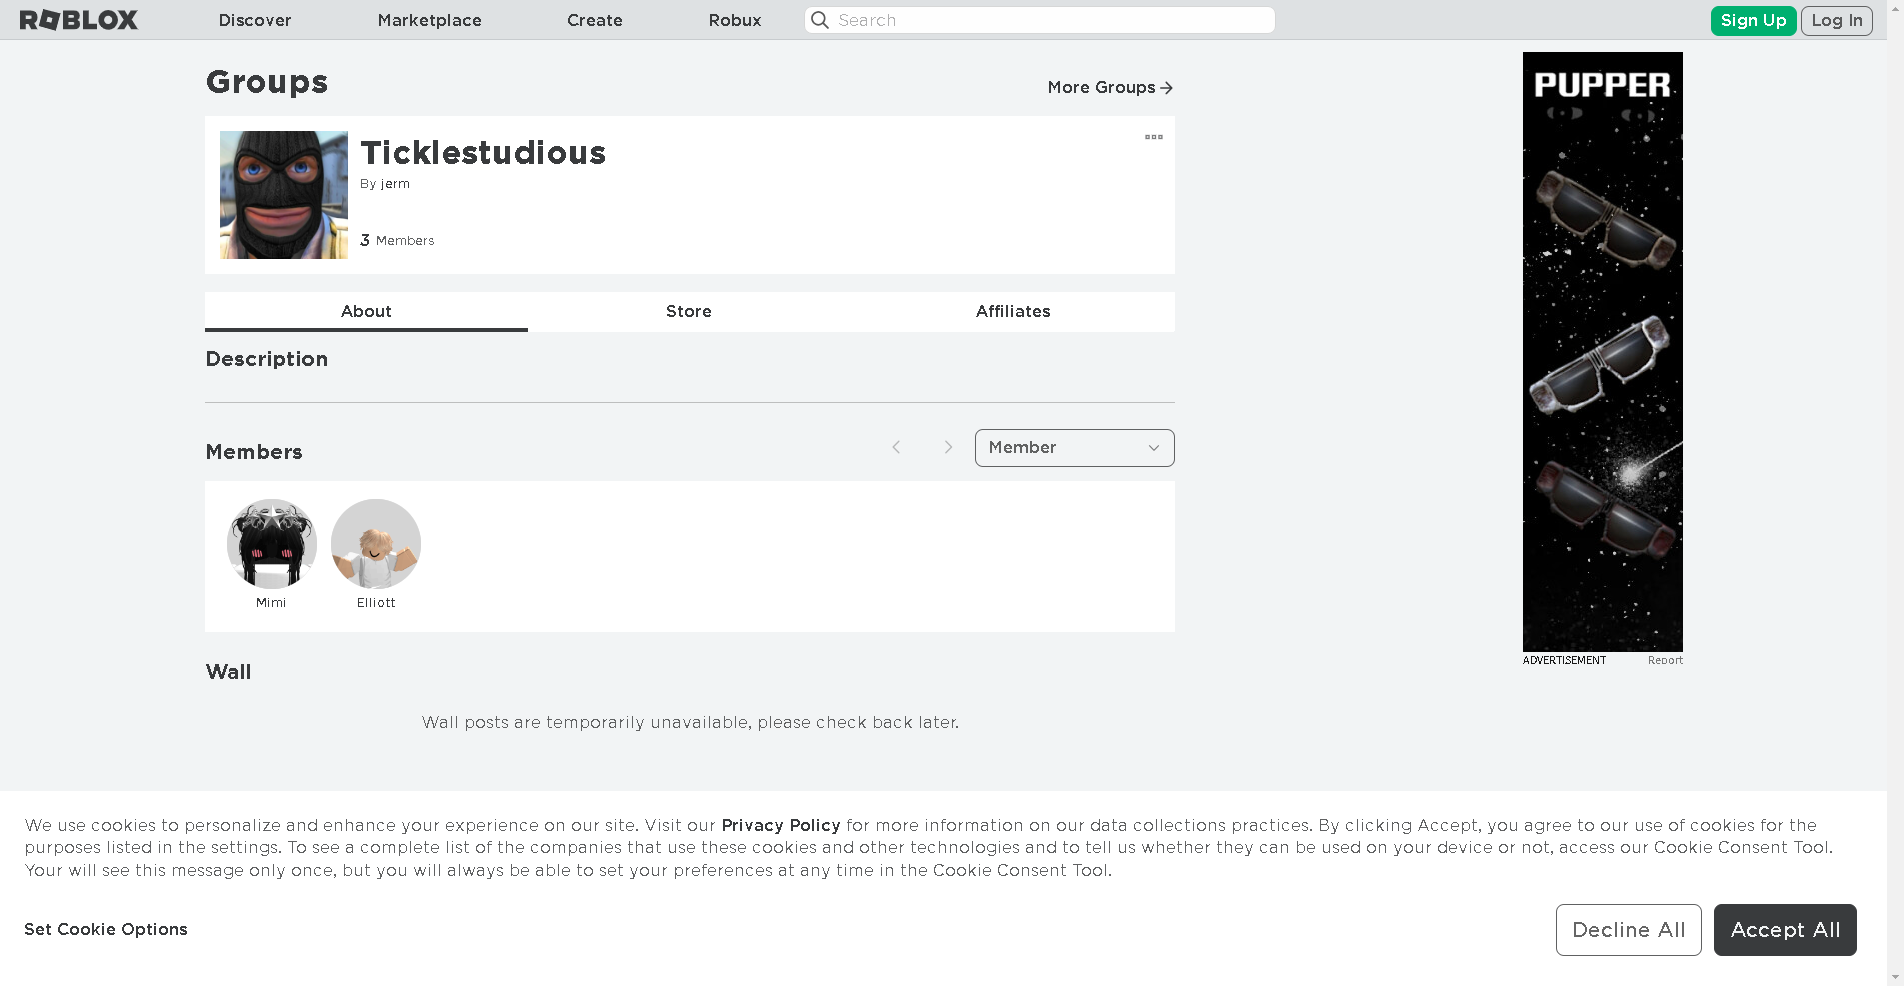 ROBLOX
Discover
Marketplace
Create
Robux
Search
Sign Up
Log In
Groups
More Groups
Ticklestudious
By jerm
3 Members
About
Store
Affiliates
Description
Members
Member
Mimi
Elliott
Wall
Wall posts are temporarily unavailable, please check back later.
PUPPER
ADVERTISEMENT
Report
We use cookies to personalize and enhance your experience on our site. Visit our Privacy Policy for more information on our data collections practices. By clicking Accept, you agree to our use of cookies for the
purposes listed in the settings. To see a complete list of the companies that use these cookies and other technologies and to tell us whether they can be used on your device or not, access our Cookie Consent Tool.
Your will see this message only once, but you will always be able to set your preferences at any time in the Cookie Consent Tool.
Set Cookie Options
Decline All
Accept All